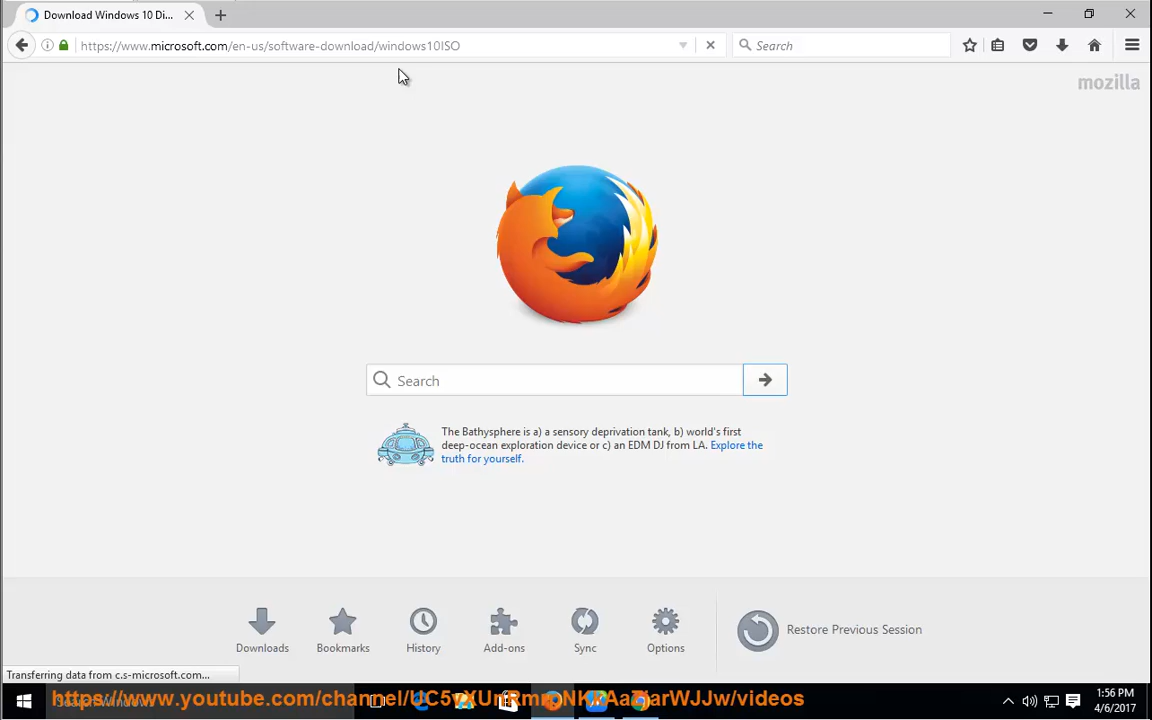 Download Windows 10 Di...
https://www.microsoft.com/en-us/software-download/windows10ISO
Search
mozilla
Search
The Bathysphere is a) a sensory deprivation tank, b) world's first
deep-ocean exploration device or c) an EDM DJ from LA. Explore the
truth for yourself.
Downloads
Bookmarks
History
Add-ons
Sync
Options
Restore Previous Session
Transferring data from c.s-microsoft.com...
Search Windows
1:56 PM
4/6/2017